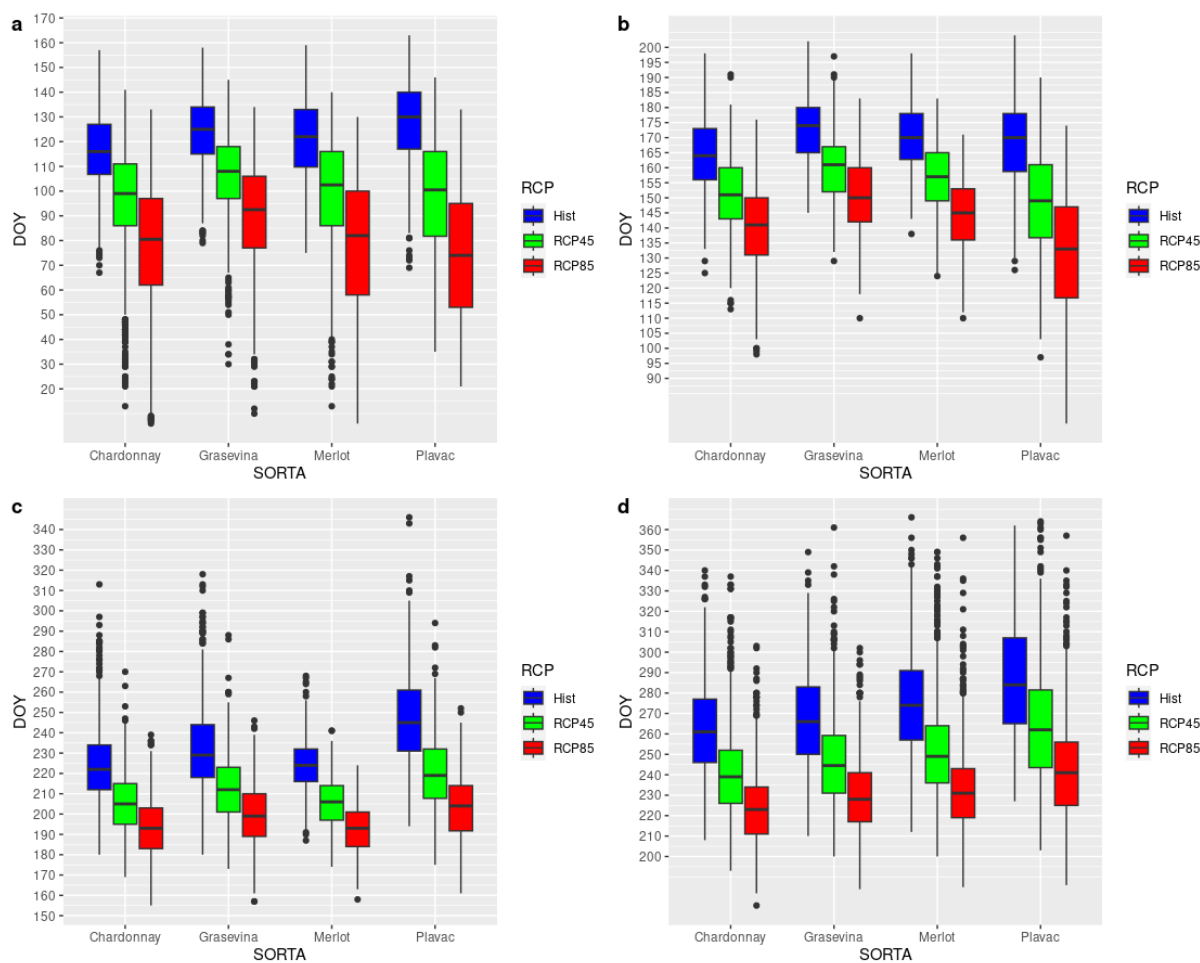 a
170
160
150
140
130
120
110
100
90
80
70
60
50
40
30
20
DOY
Chardonnay Grasevina Merlot Plavac
SORTA
RCP
Hist
RCP45
RCP85
b
200
195
190
185
180
175
170
165
160
155
150
145
140
135
130
125
120
115
110
105
100
95
90
DOY
Chardonnay Grasevina Merlot Plavac
SORTA
RCP
Hist
RCP45
RCP85
c
340
330
320
310
300
290
280
270
260
250
240
230
220
210
200
190
180
170
160
150
DOY
Chardonnay Grasevina Merlot Plavac
SORTA
RCP
Hist
RCP45
RCP85
d
360
350
340
330
320
310
300
290
280
270
260
250
240
230
220
210
200
DOY
Chardonnay Grasevina Merlot Plavac
SORTA
RCP
Hist
RCP45
RCP85